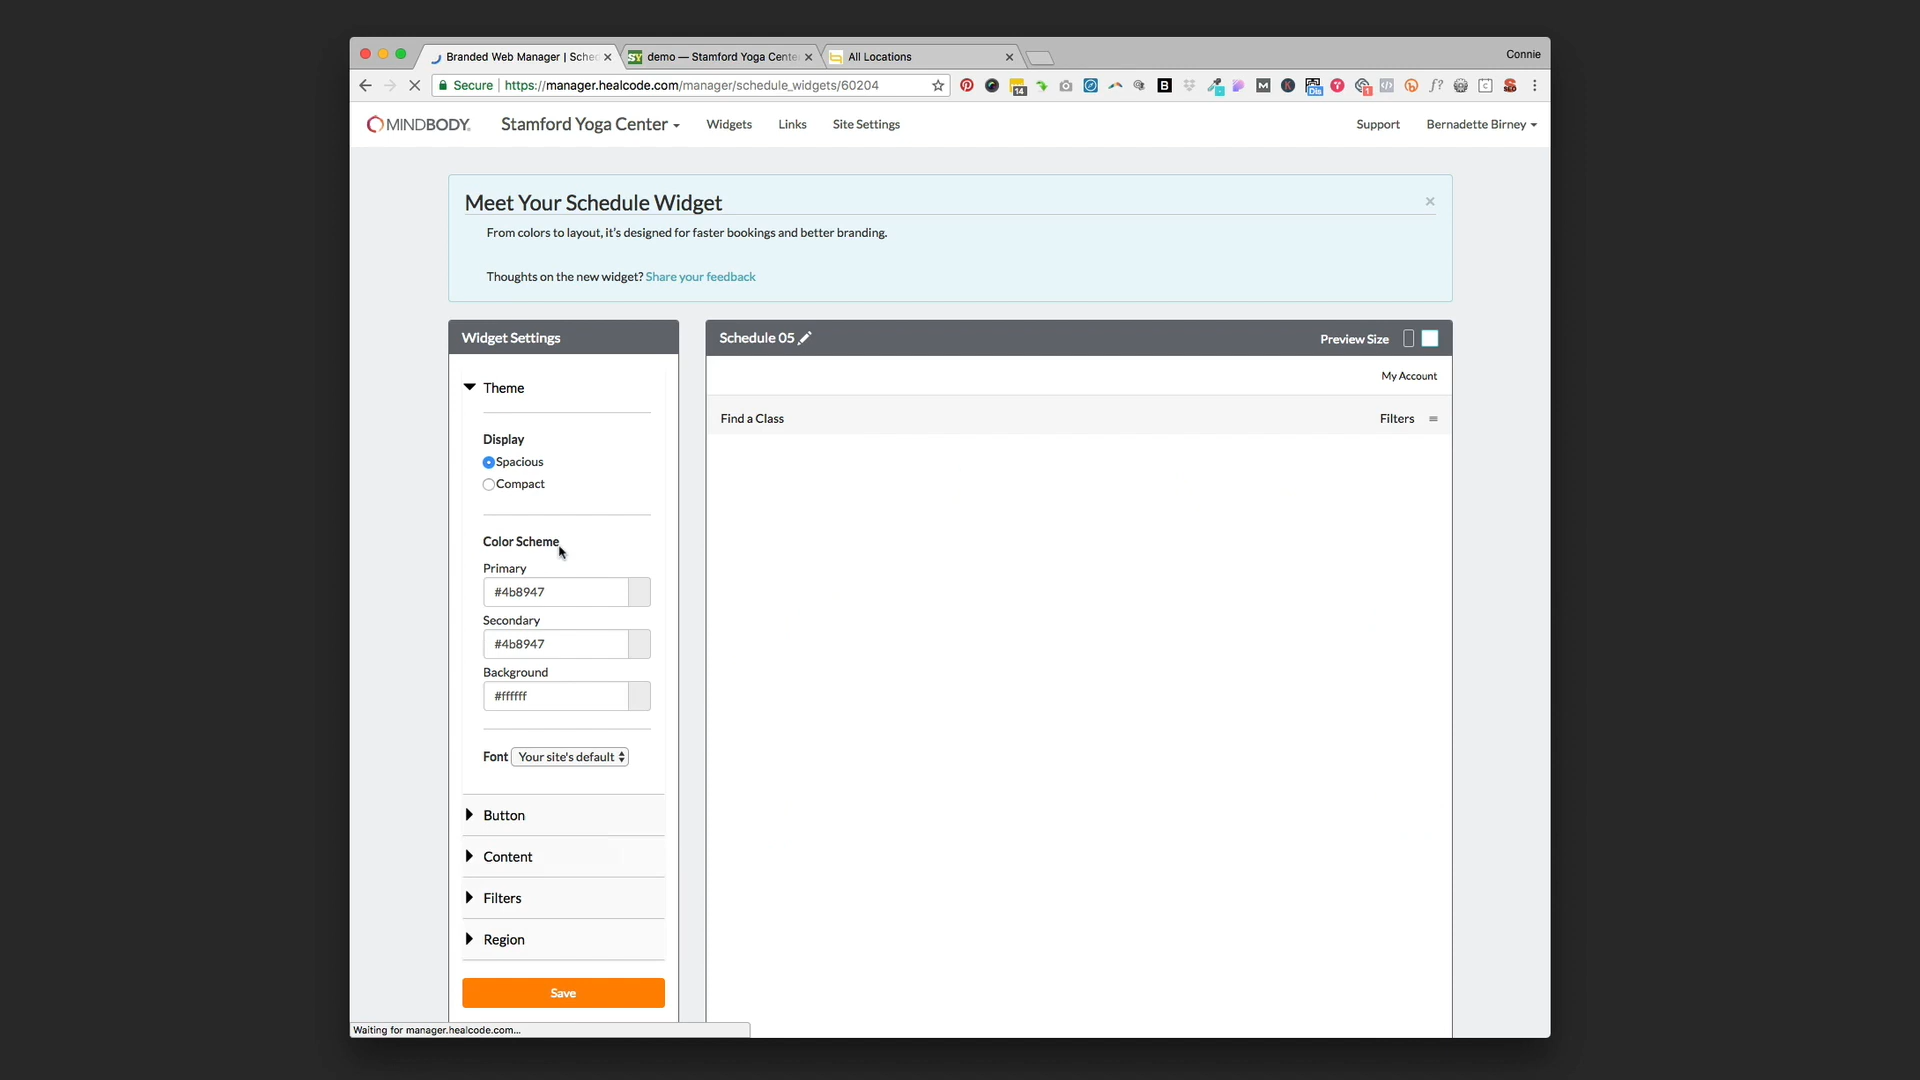 Branded Web Manager | Sched
demo — Stamford Yoga Center
All Locations
Connie
Secure
https://manager.healcode.com/manager/schedule_widgets/60204
MINDBODY
Stamford Yoga Center
Widgets
Links
Site Settings
Support
Bernadette Birney
Meet Your Schedule Widget
From colors to layout, it's designed for faster bookings and better branding.
Thoughts on the new widget? Share your feedback
Widget Settings
Theme
Display
Spacious
Compact
Color Scheme
Primary
#4b8947
Secondary
#4b8947
Background
#ffffff
Font Your site's default
Button
Content
Filters
Region
Save
Schedule 05
Preview Size
My Account
Find a Class
Filters
Waiting for manager.healcode.com...